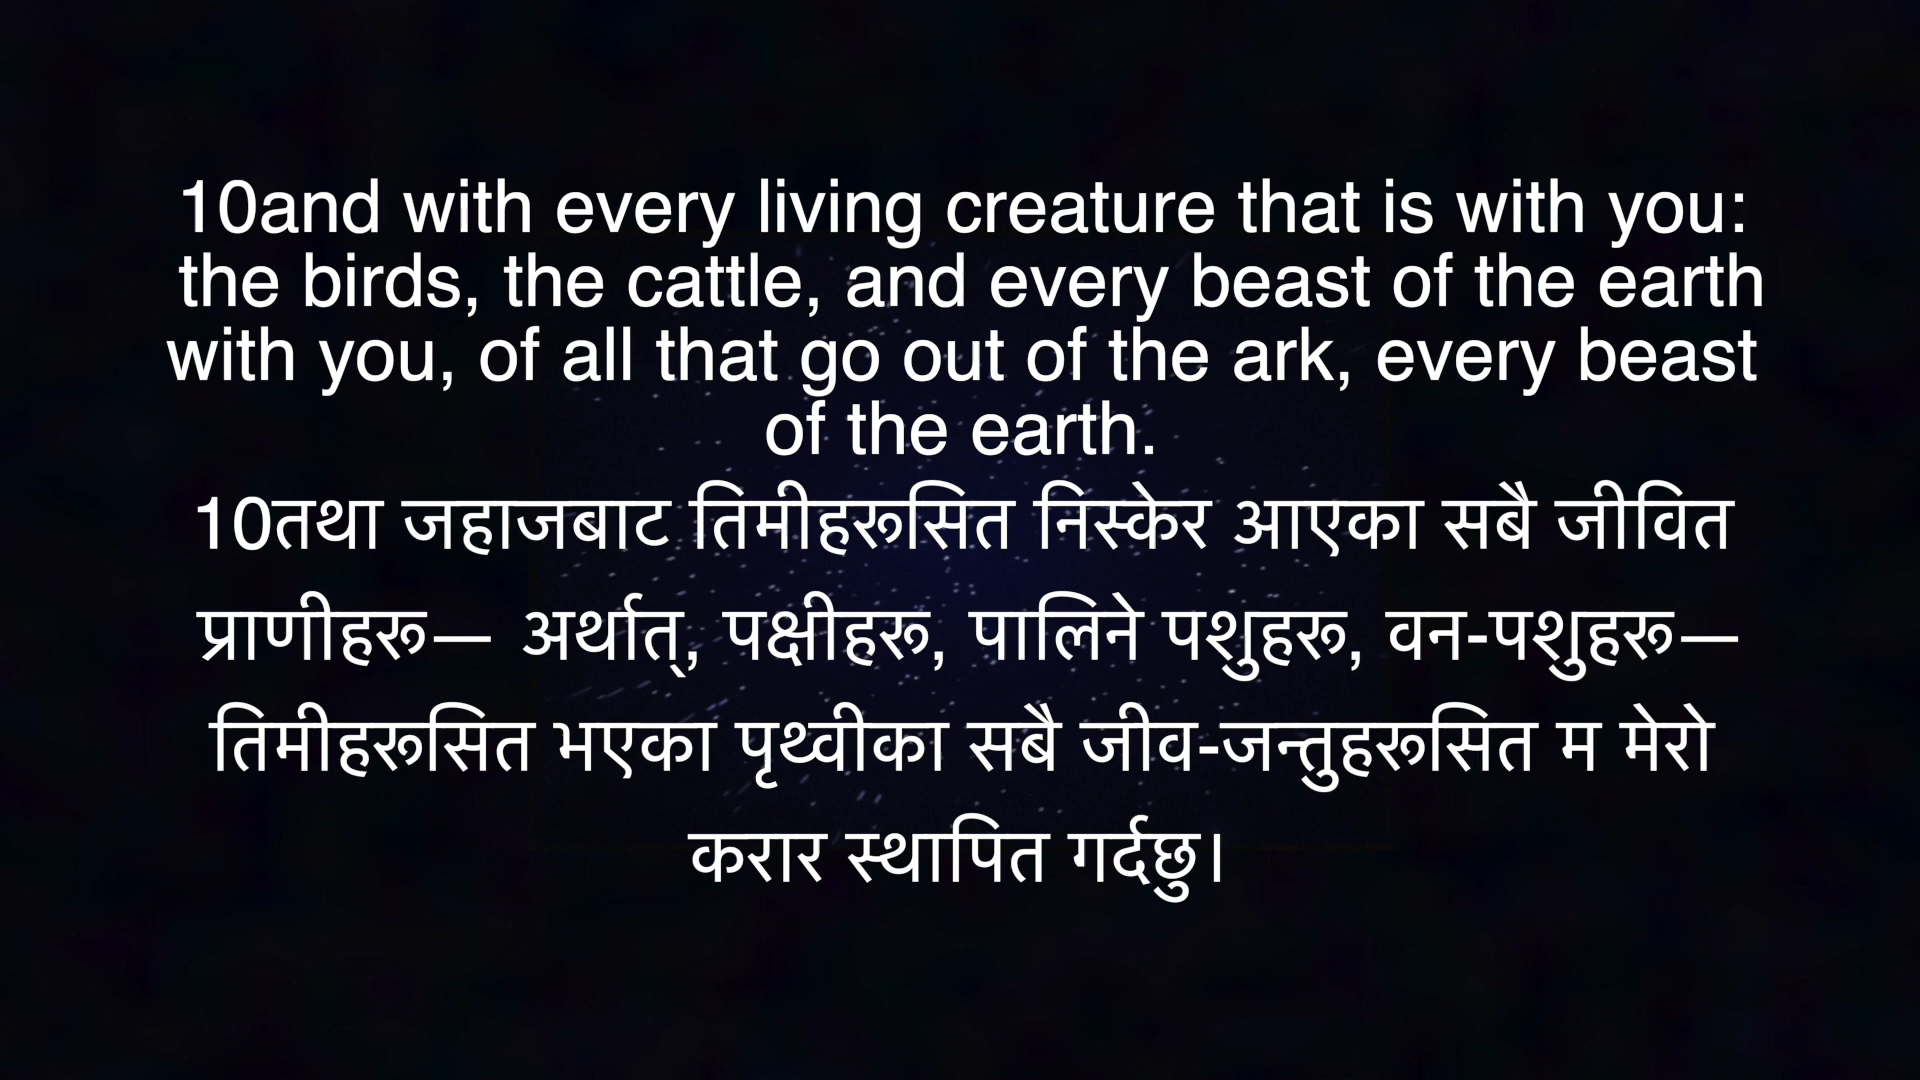 10and with every living creature that is with you:
the birds, the cattle, and every beast of the earth
with you, of all that go out of the ark, every beast
of the earth.
10तथा जहाजबाट तिमीहरूसित निस्केर आएका सबै जीवित
प्राणीहरू— अर्थात्, पक्षीहरू, पालिने पशुहरू, वन-पशुहरू—
तिमीहरूसित भएका पृथ्वीका सबै जीव-जन्तुहरूसित म मेरो
करार स्थापित गर्दछु।